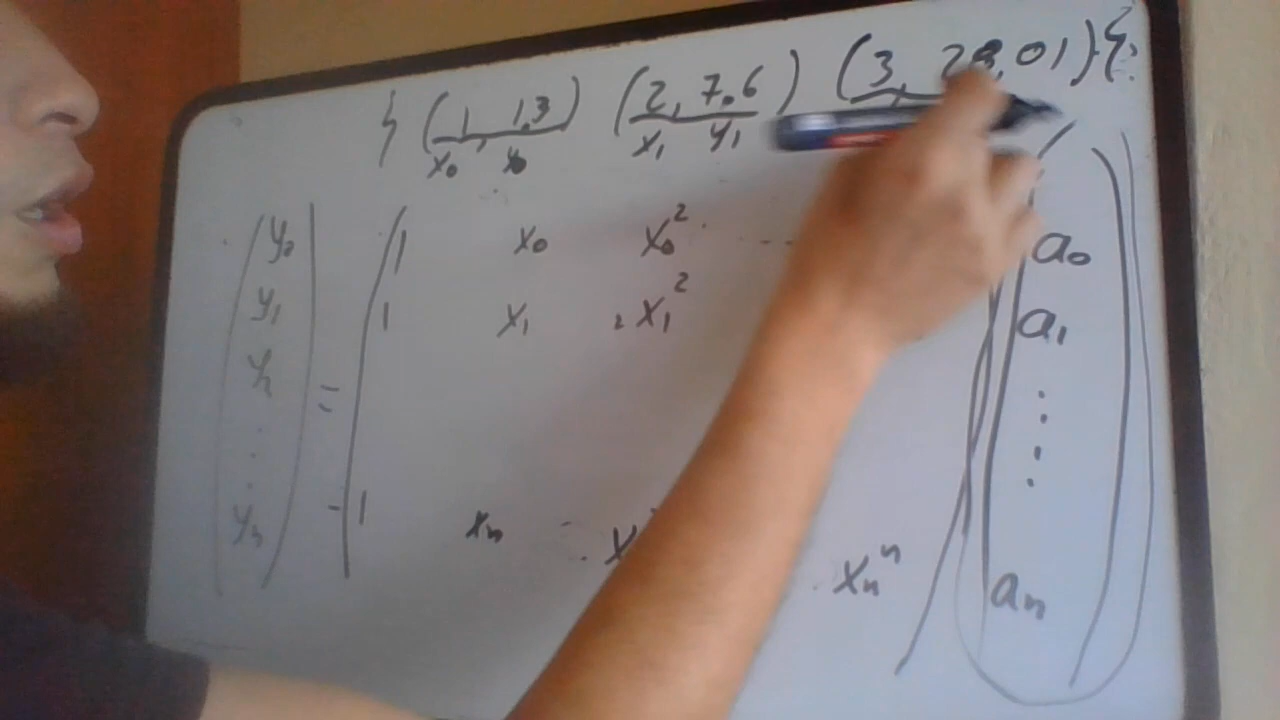 { (1, 1.3) (2, 7.6) (3, 28,01) }
x₀, y₀ x₁ y₁
y₀ 1 x₀ x₀² ... a₀
y₁ 1 x₁ x₁² a₁
y₂ =
yₙ 1 xₙ xₙⁿ aₙ